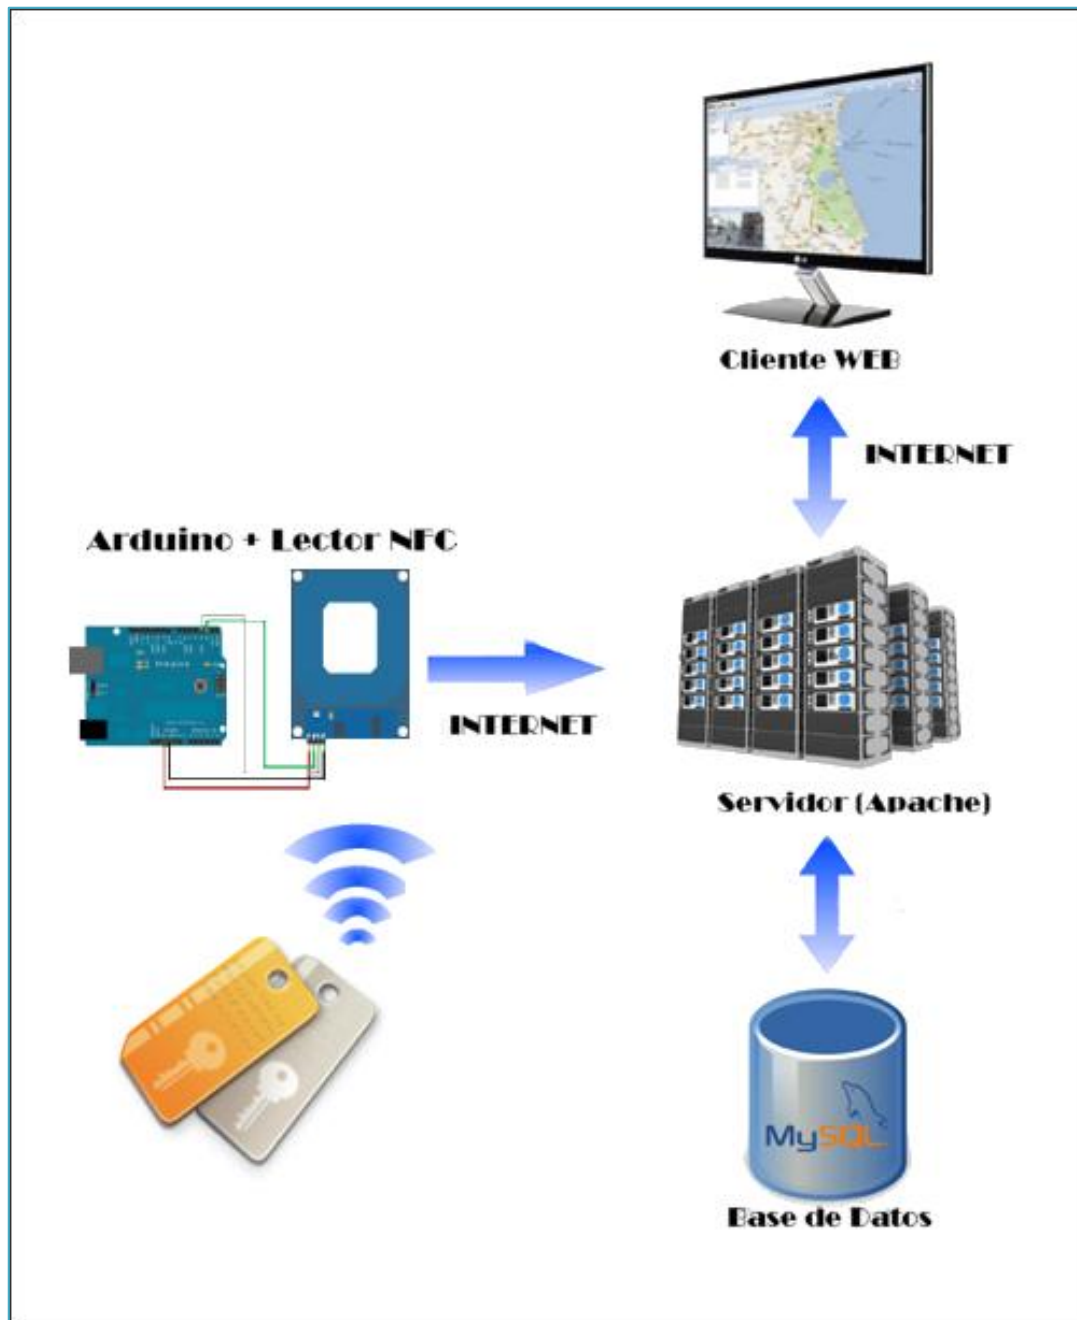 Cliente WEB
INTERNET
Arduino + Lector NFC
INTERNET
Servidor (Apache)
MySQL
Base de Datos